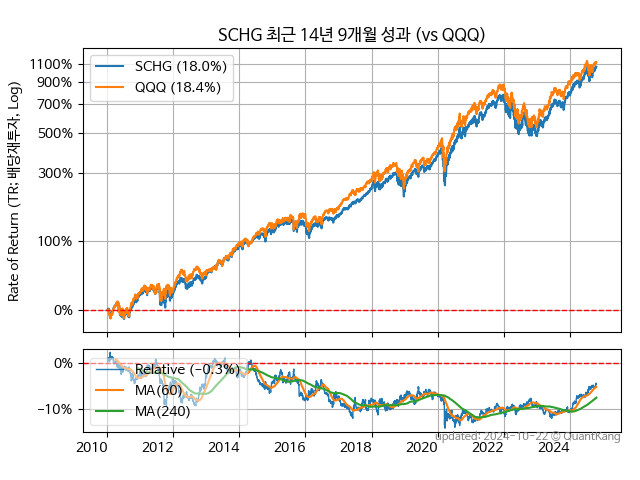 SCHG 최근 14년 9개월 성과 (vs QQQ)
Rate of Return (TR; 배당재투자, Log)
1100%
900%
700%
500%
300%
100%
0%
SCHG (18.0%)
QQQ (18.4%)
0%
−10%
Relative (−0.3%)
MA(60)
MA(240)
2010 2012 2014 2016 2018 2020 2022 2024
Updated: 2024-10-22 © QuantKang